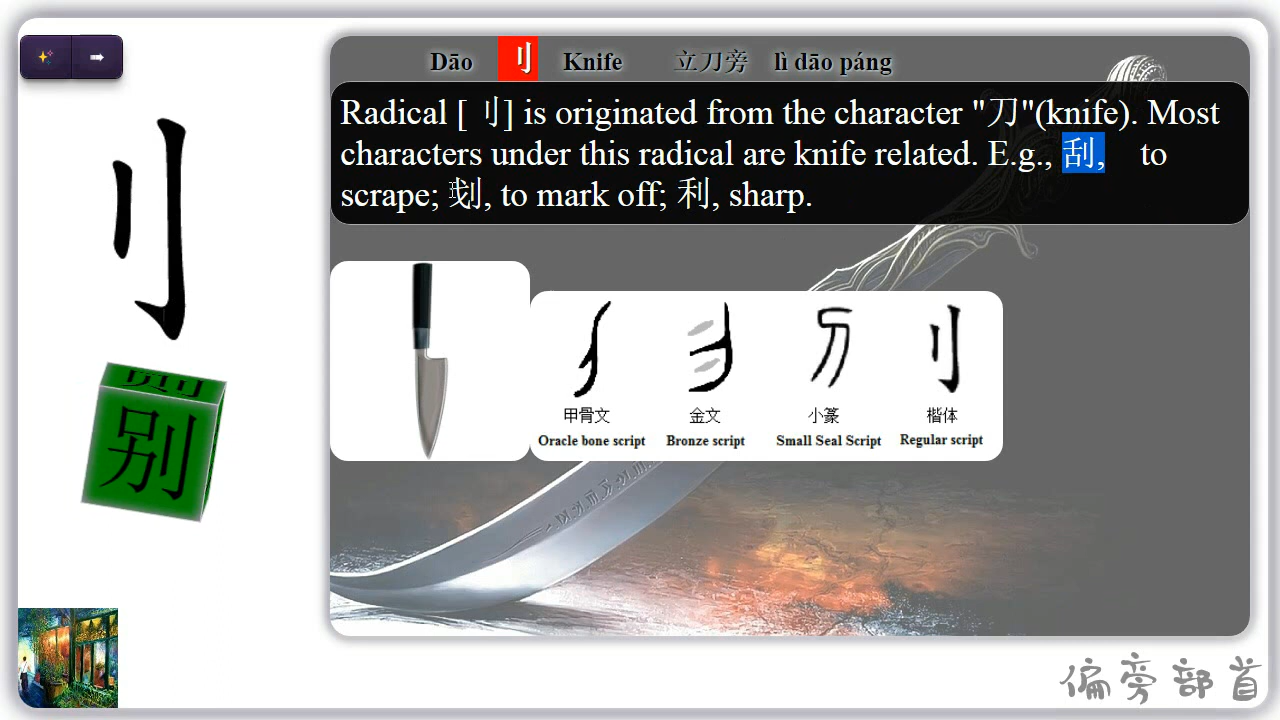 Dāo 刂 Knife 立刀旁 lì dāo páng
Radical [ 刂] is originated from the character "刀"(knife). Most
characters under this radical are knife related. E.g., 刮, to
scrape; 划, to mark off; 利, sharp.
刂
别
甲骨文 金文 小篆 楷体
Oracle bone script Bronze script Small Seal Script Regular script
偏旁部首